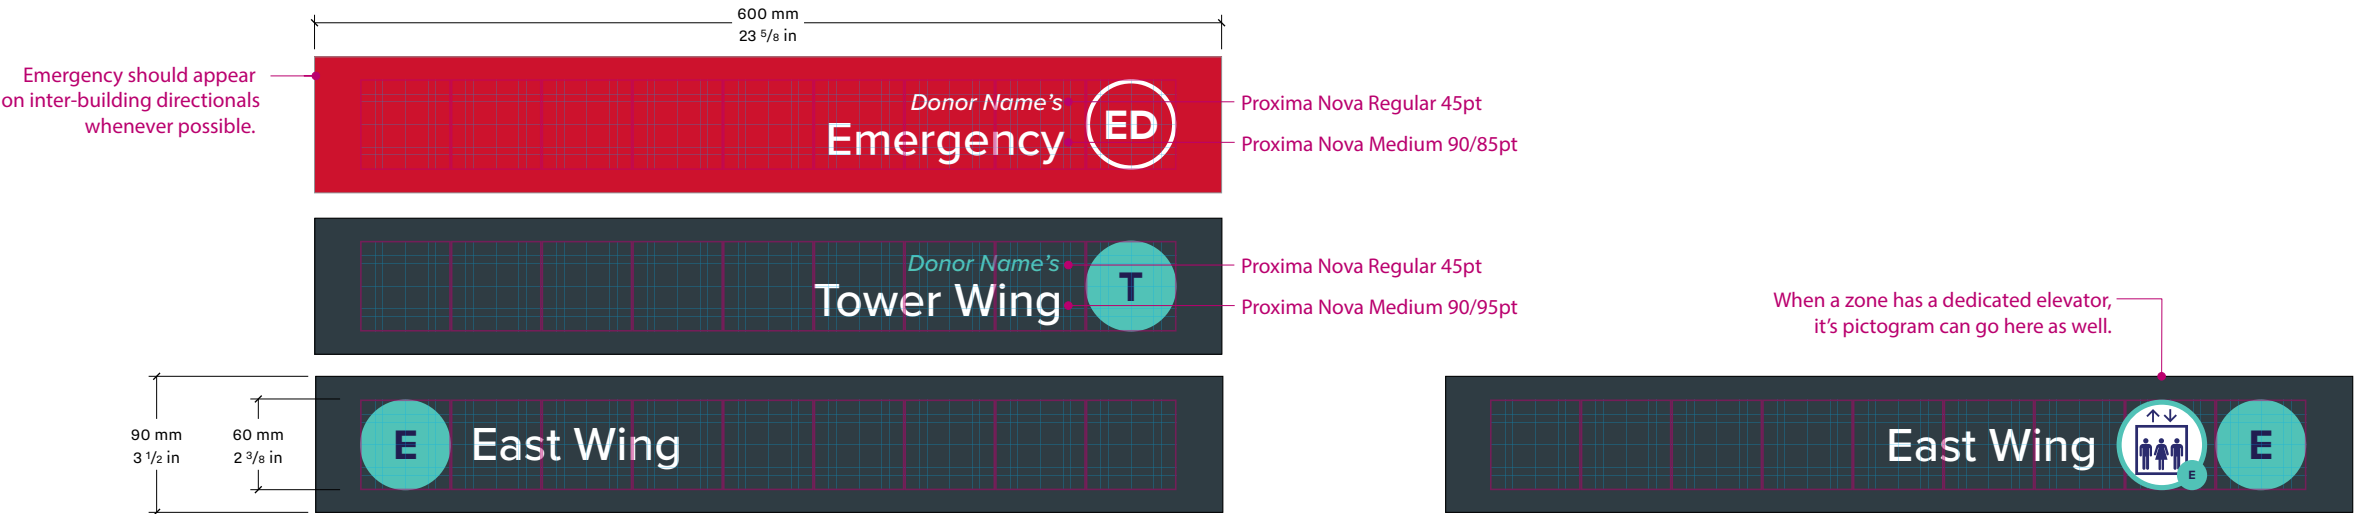 600 mm
23 5/8 in
Emergency should appear
on inter-building directionals
whenever possible.
Donor Name's
Emergency
ED
Proxima Nova Regular 45pt
Proxima Nova Medium 90/85pt
Donor Name's
Tower Wing
T
Proxima Nova Regular 45pt
Proxima Nova Medium 90/95pt
When a zone has a dedicated elevator,
it's pictogram can go here as well.
90 mm
3 1/2 in
60 mm
2 3/8 in
E
East Wing
East Wing
E
E